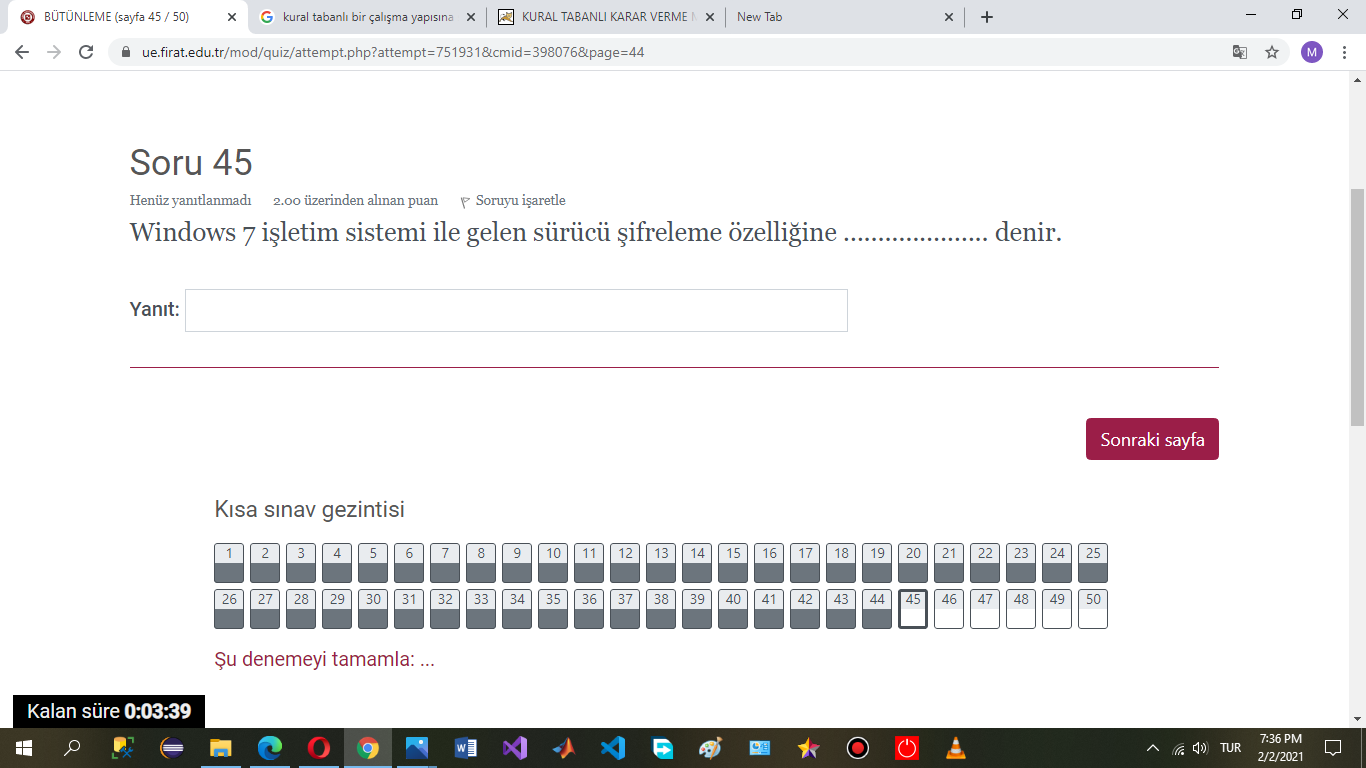 BÜTÜNLEME (sayfa 45 / 50)
kural tabanlı bir çalışma yapısına
KURAL TABANLI KARAR VERME
New Tab
ue.firat.edu.tr/mod/quiz/attempt.php?attempt=751931&cmid=398076&page=44
M
Soru 45
Henüz yanıtlanmadı 2.00 üzerinden alınan puan Soruyu işaretle
Windows 7 işletim sistemi ile gelen sürücü şifreleme özelliğine ..................... denir.
Yanıt:
Sonraki sayfa
Kısa sınav gezintisi
1 2 3 4 5 6 7 8 9 10 11 12 13 14 15 16 17 18 19 20 21 22 23 24 25
26 27 28 29 30 31 32 33 34 35 36 37 38 39 40 41 42 43 44 45 46 47 48 49 50
Şu denemeyi tamamla: ...
Kalan süre 0:03:39
TUR
7:36 PM
2/2/2021